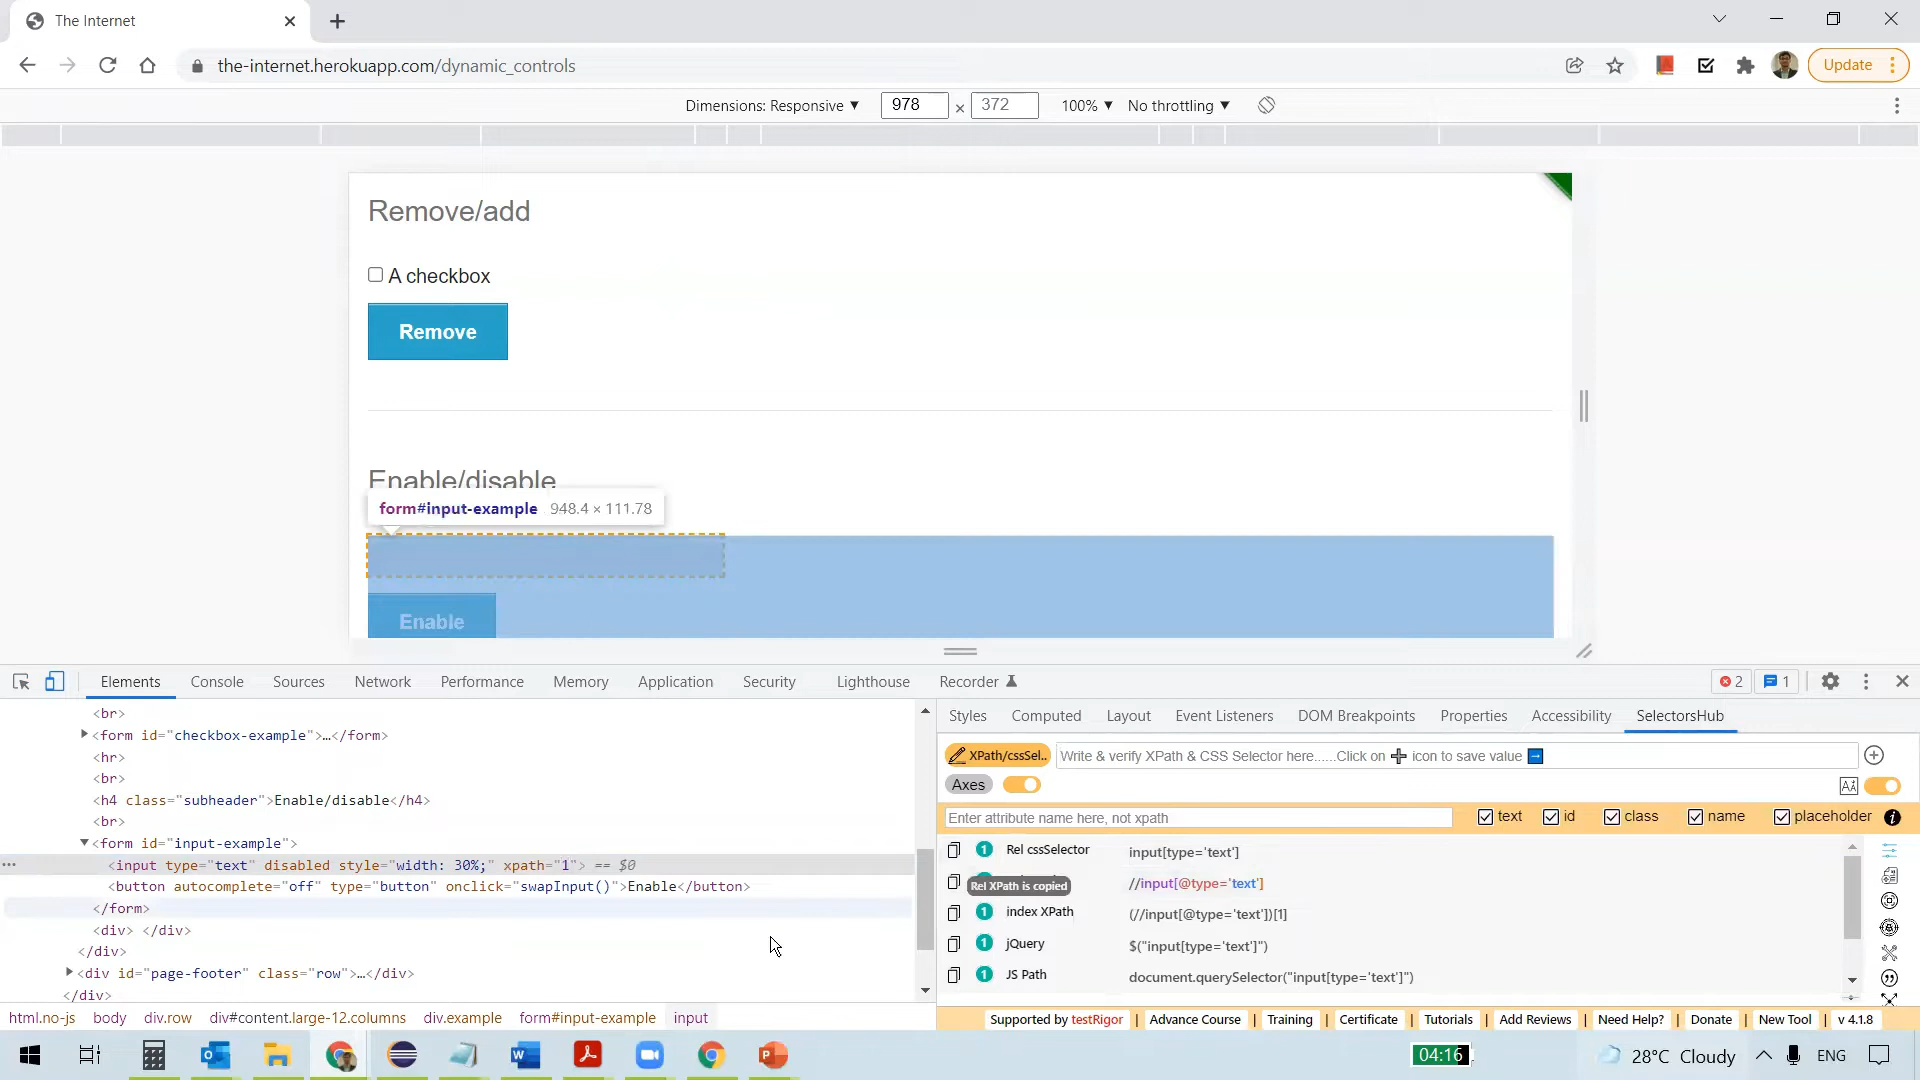 The Internet
the-internet.herokuapp.com/dynamic_controls
Update
Dimensions: Responsive ▼ 978 × 372 100% ▼ No throttling ▼
Remove/add
A checkbox
Remove
Enable/disable
form#input-example 948.4 × 111.78
Enable
Elements Console Sources Network Performance Memory Application Security Lighthouse Recorder 2 1
<br>
<form id="checkbox-example">…</form>
<hr>
<br>
<h4 class="subheader">Enable/disable</h4>
<br>
<form id="input-example">
<input type="text" disabled style="width: 30%;" xpath="1"> == $0
<button autocomplete="off" type="button" onclick="swapInput()">Enable</button>
</form>
<div> </div>
</div>
<div id="page-footer" class="row">…</div>
</div>
html.no-js body div.row div#content.large-12.columns div.example form#input-example input
Styles Computed Layout Event Listeners DOM Breakpoints Properties Accessibility SelectorsHub
XPath/cssSel.. Write & verify XPath & CSS Selector here......Click on ➕ icon to save value
Axes
Enter attribute name here, not xpath text id class name placeholder
1 Rel cssSelector input[type='text']
Rel XPath is copied //input[@type='text']
1 index XPath (//input[@type='text'])[1]
1 jQuery $("input[type='text']")
1 JS Path document.querySelector("input[type='text']")
Supported by testRigor | Advance Course | Training | Certificate | Tutorials | Add Reviews | Need Help? | Donate | New Tool | v 4.1.8
04:16 28°C Cloudy ENG